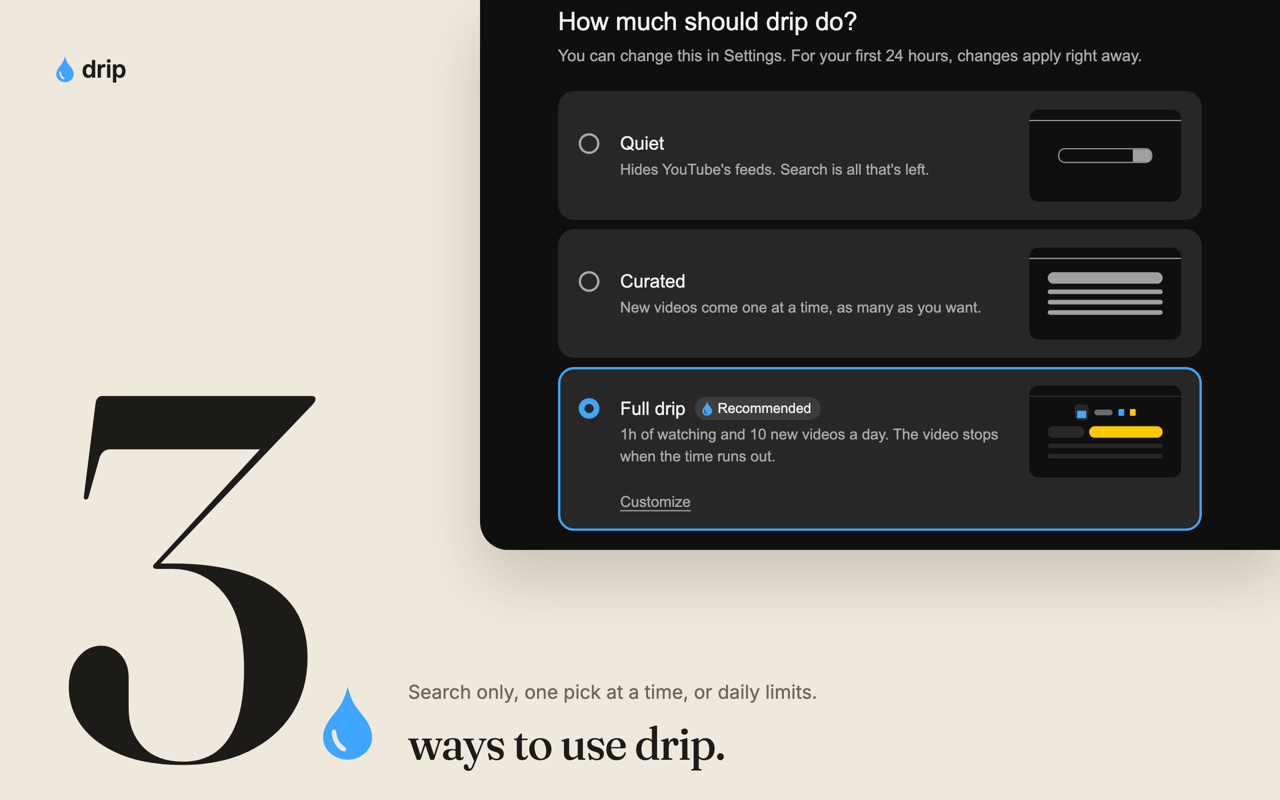 drip
How much should drip do?
You can change this in Settings. For your first 24 hours, changes apply right away.
Quiet
Hides YouTube's feeds. Search is all that's left.
Curated
New videos come one at a time, as many as you want.
Full drip
Recommended
1h of watching and 10 new videos a day. The video stops
when the time runs out.
Customize
3
Search only, one pick at a time, or daily limits.
ways to use drip.